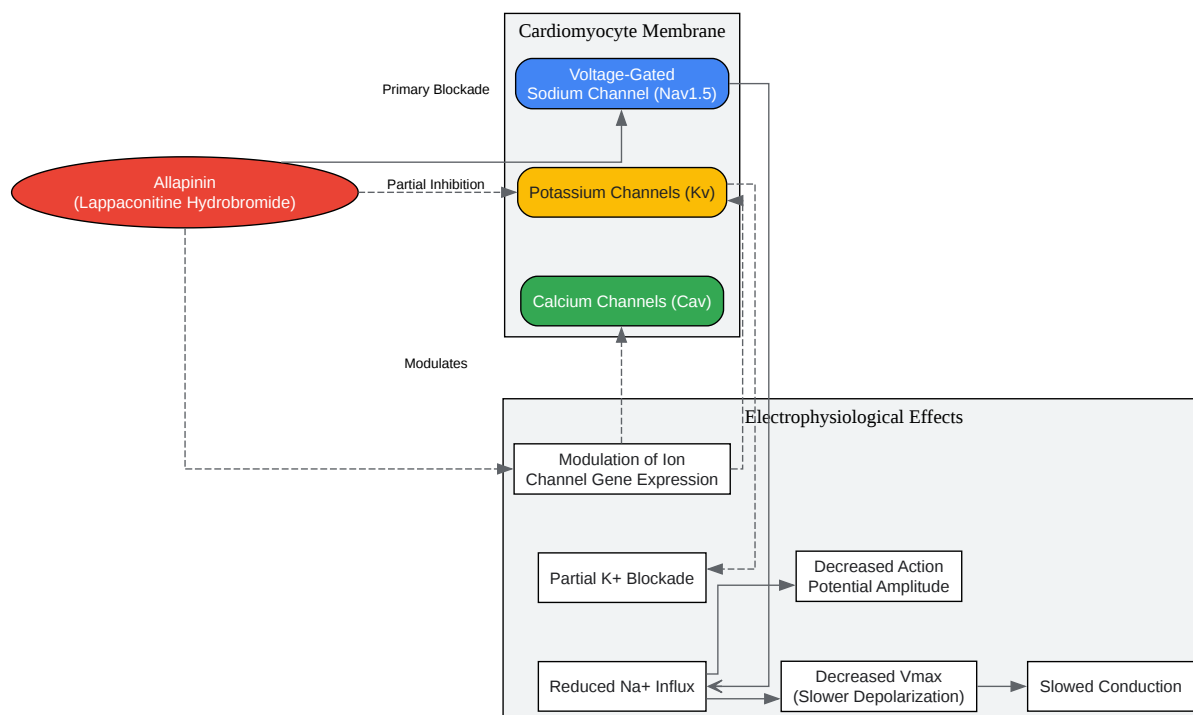 Cardiomyocyte Membrane
Voltage-Gated
Sodium Channel (Nav1.5)
Primary Blockade
Allapinin
(Lappaconitine Hydrobromide)
Partial Inhibition
Potassium Channels (Kv)
Calcium Channels (Cav)
Modulates
Electrophysiological Effects
Modulation of Ion
Channel Gene Expression
Partial K+ Blockade
Decreased Action
Potential Amplitude
Reduced Na+ Influx
Decreased Vmax
(Slower Depolarization)
Slowed Conduction